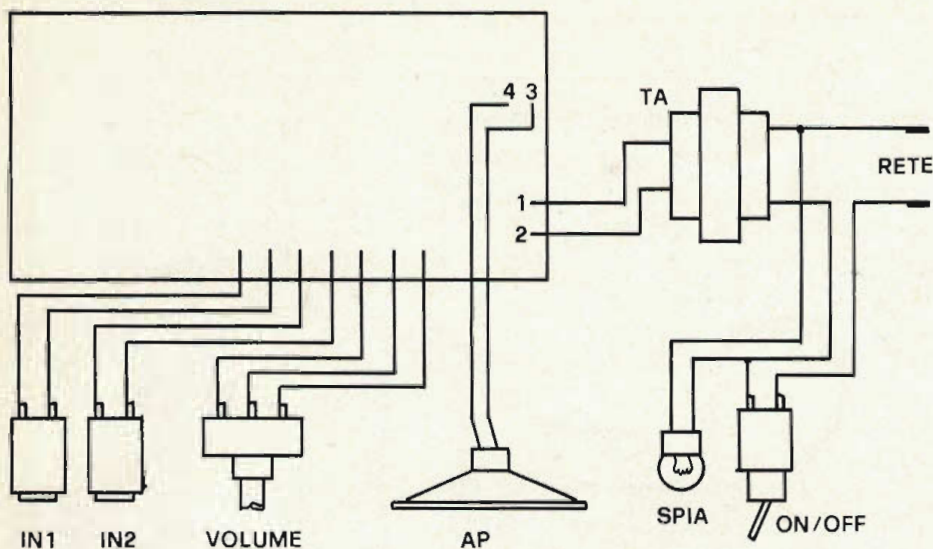 4 3
TA
RETE
1
2
SPIA
ON/OFF
IN1 IN2 VOLUME AP